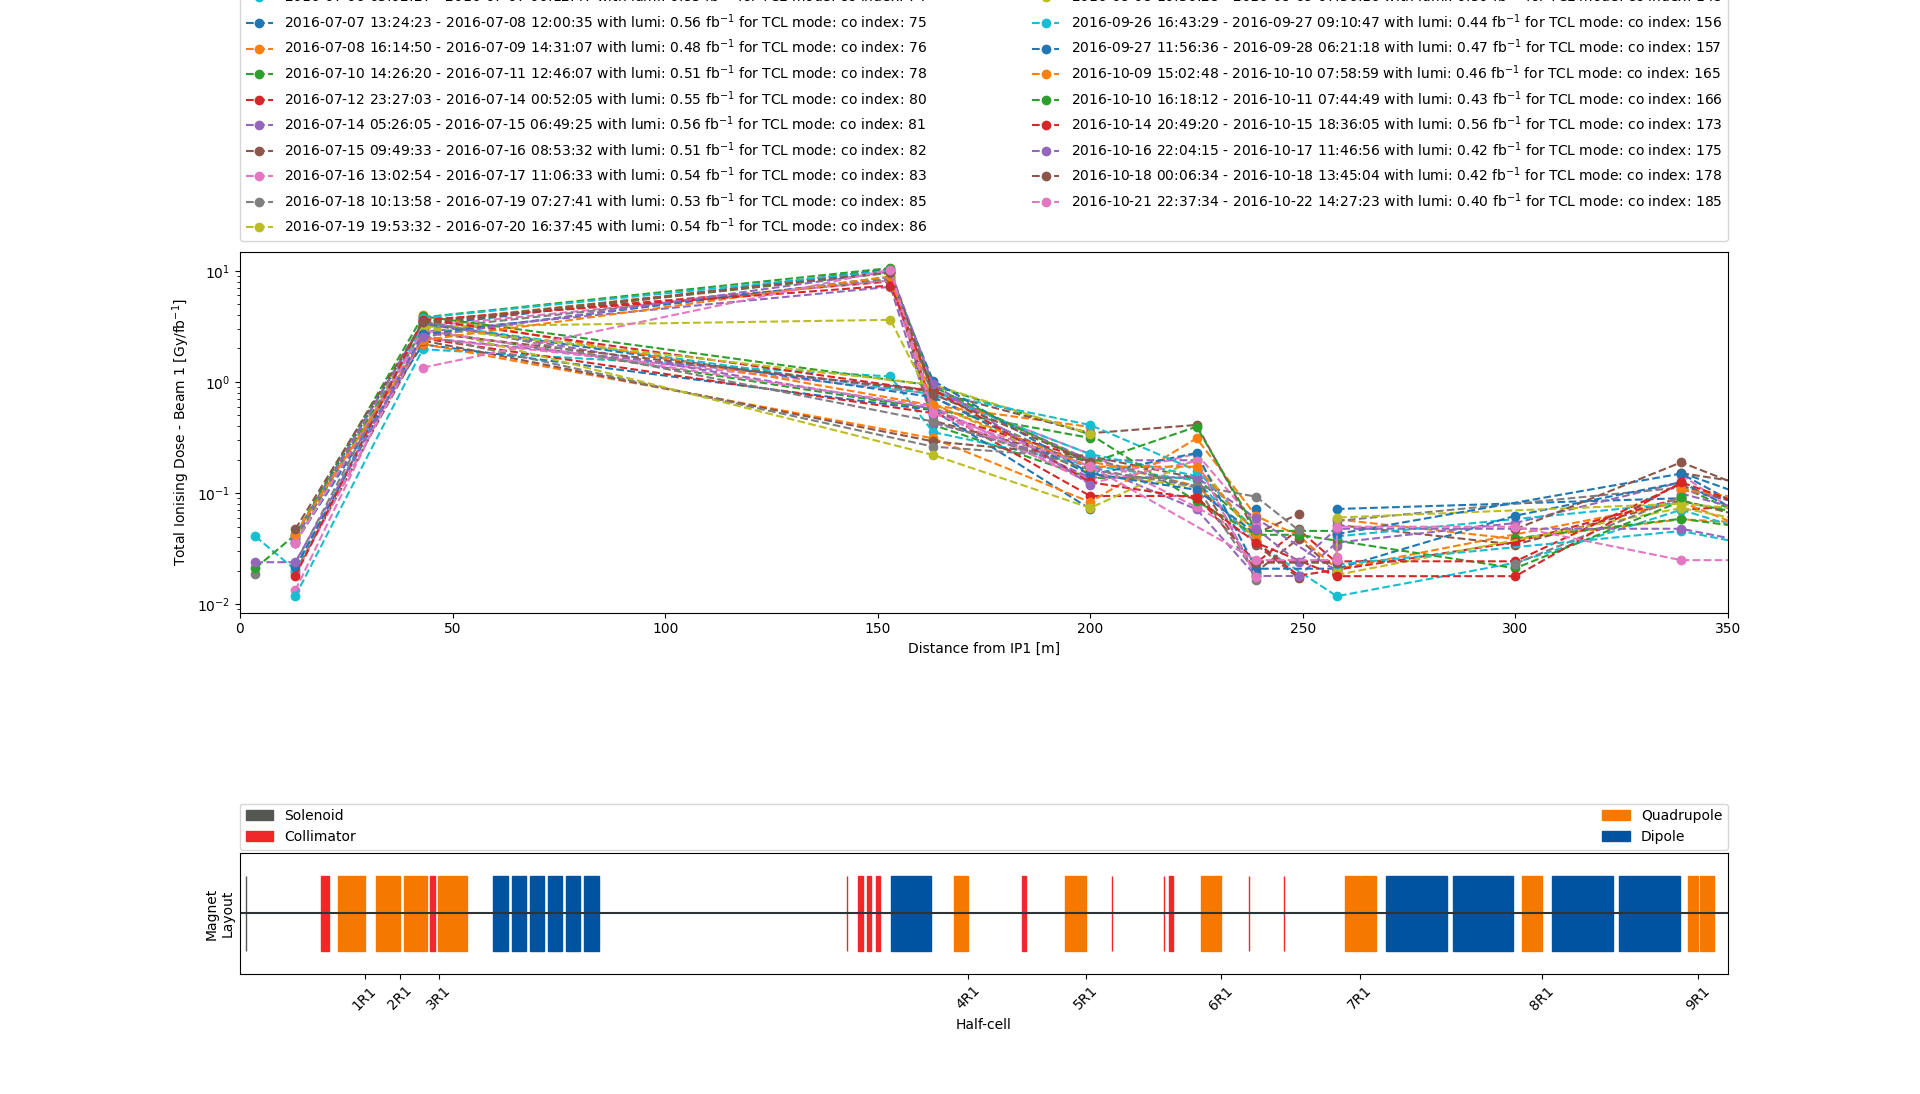 2016-07-07 13:24:23 - 2016-07-08 12:00:35 with lumi: 0.56 fb⁻¹ for TCL mode: co index: 75
2016-07-08 16:14:50 - 2016-07-09 14:31:07 with lumi: 0.48 fb⁻¹ for TCL mode: co index: 76
2016-07-10 14:26:20 - 2016-07-11 12:46:07 with lumi: 0.51 fb⁻¹ for TCL mode: co index: 78
2016-07-12 23:27:03 - 2016-07-14 00:52:05 with lumi: 0.55 fb⁻¹ for TCL mode: co index: 80
2016-07-14 05:26:05 - 2016-07-15 06:49:25 with lumi: 0.56 fb⁻¹ for TCL mode: co index: 81
2016-07-15 09:49:33 - 2016-07-16 08:53:32 with lumi: 0.51 fb⁻¹ for TCL mode: co index: 82
2016-07-16 13:02:54 - 2016-07-17 11:06:33 with lumi: 0.54 fb⁻¹ for TCL mode: co index: 83
2016-07-18 10:13:58 - 2016-07-19 07:27:41 with lumi: 0.53 fb⁻¹ for TCL mode: co index: 85
2016-07-19 19:53:32 - 2016-07-20 16:37:45 with lumi: 0.54 fb⁻¹ for TCL mode: co index: 86
2016-09-26 16:43:29 - 2016-09-27 09:10:47 with lumi: 0.44 fb⁻¹ for TCL mode: co index: 156
2016-09-27 11:56:36 - 2016-09-28 06:21:18 with lumi: 0.47 fb⁻¹ for TCL mode: co index: 157
2016-10-09 15:02:48 - 2016-10-10 07:58:59 with lumi: 0.46 fb⁻¹ for TCL mode: co index: 165
2016-10-10 16:18:12 - 2016-10-11 07:44:49 with lumi: 0.43 fb⁻¹ for TCL mode: co index: 166
2016-10-14 20:49:20 - 2016-10-15 18:36:05 with lumi: 0.56 fb⁻¹ for TCL mode: co index: 173
2016-10-16 22:04:15 - 2016-10-17 11:46:56 with lumi: 0.42 fb⁻¹ for TCL mode: co index: 175
2016-10-18 00:06:34 - 2016-10-18 13:45:04 with lumi: 0.42 fb⁻¹ for TCL mode: co index: 178
2016-10-21 22:37:34 - 2016-10-22 14:27:23 with lumi: 0.40 fb⁻¹ for TCL mode: co index: 185
Total Ionising Dose - Beam 1 [Gy/fb⁻¹]
10¹
10⁰
10⁻¹
10⁻²
0 50 100 150 200 250 300 350
Distance from IP1 [m]
Solenoid
Collimator
Quadrupole
Dipole
Magnet
Layout
1R1 2R1 3R1 4R1 5R1 6R1 7R1 8R1 9R1
Half-cell